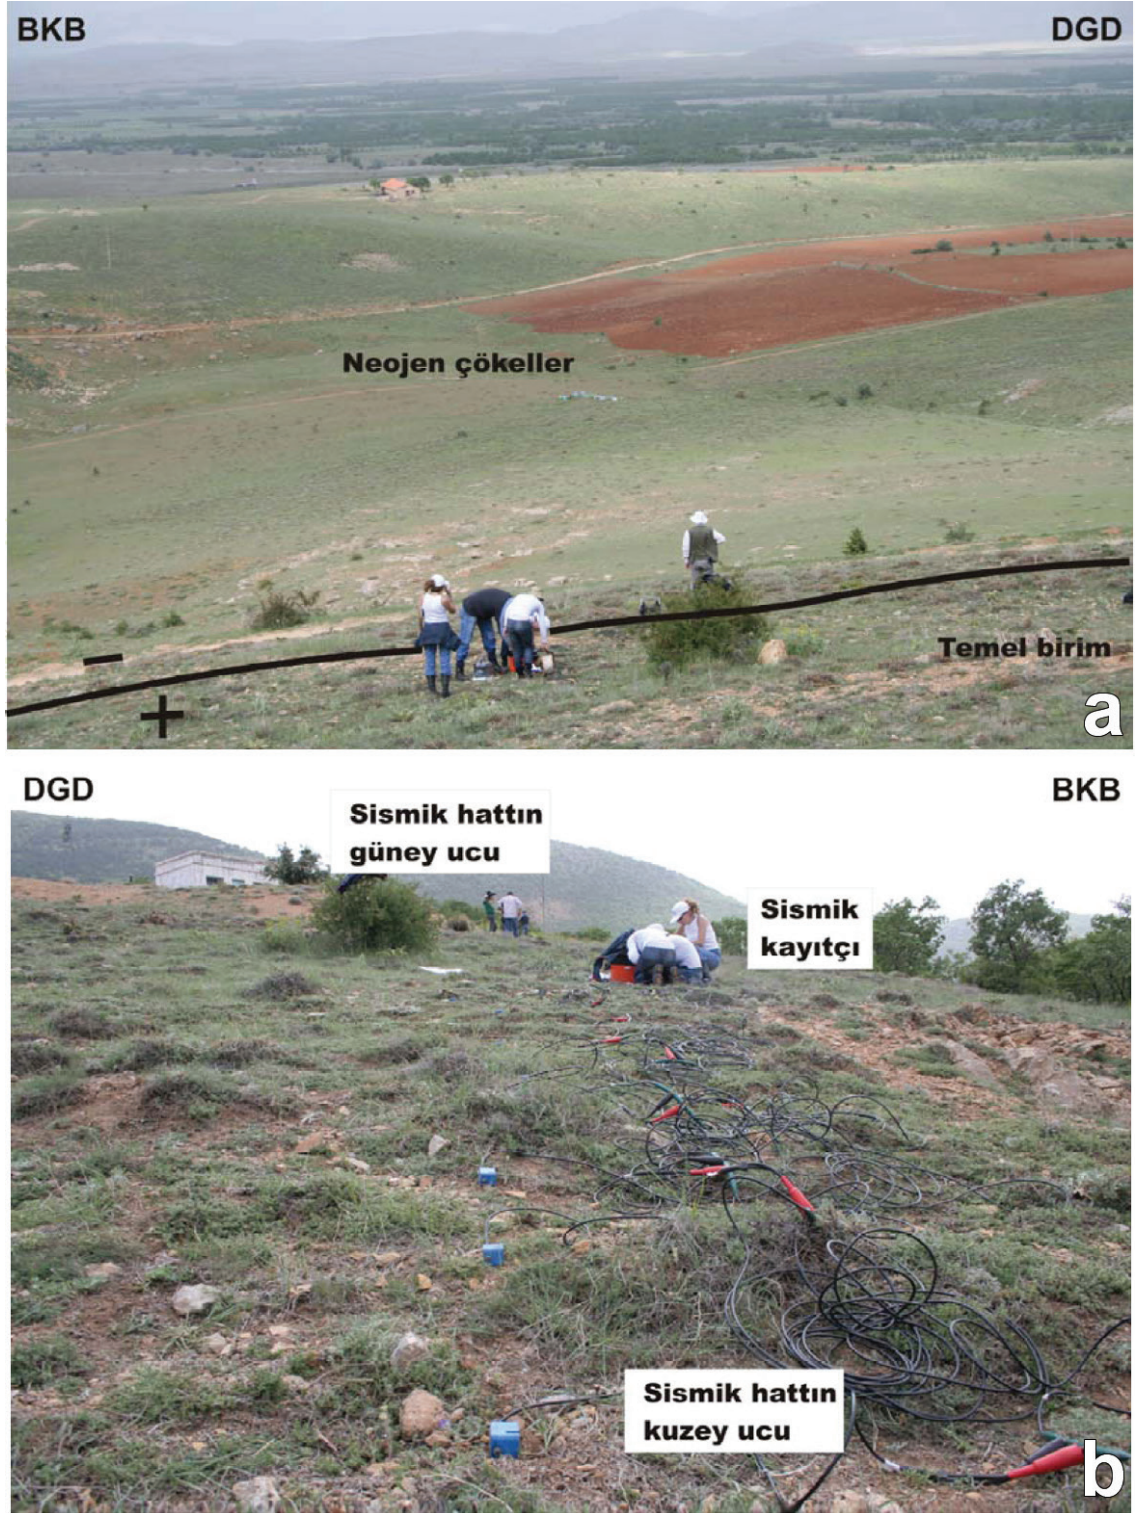 BKB
DGD
Neojen çökeller
−
+
Temel birim
a
DGD
BKB
Sismik hattın
güney ucu
Sismik
kayıtçı
Sismik hattın
kuzey ucu
b